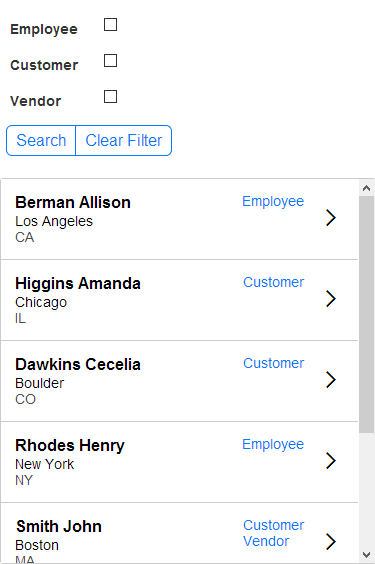 Employee
Customer
Vendor
Search Clear Filter
Berman Allison Employee
Los Angeles
CA
Higgins Amanda Customer
Chicago
IL
Dawkins Cecelia Customer
Boulder
CO
Rhodes Henry Employee
New York
NY
Smith John Customer
Boston Vendor
MA